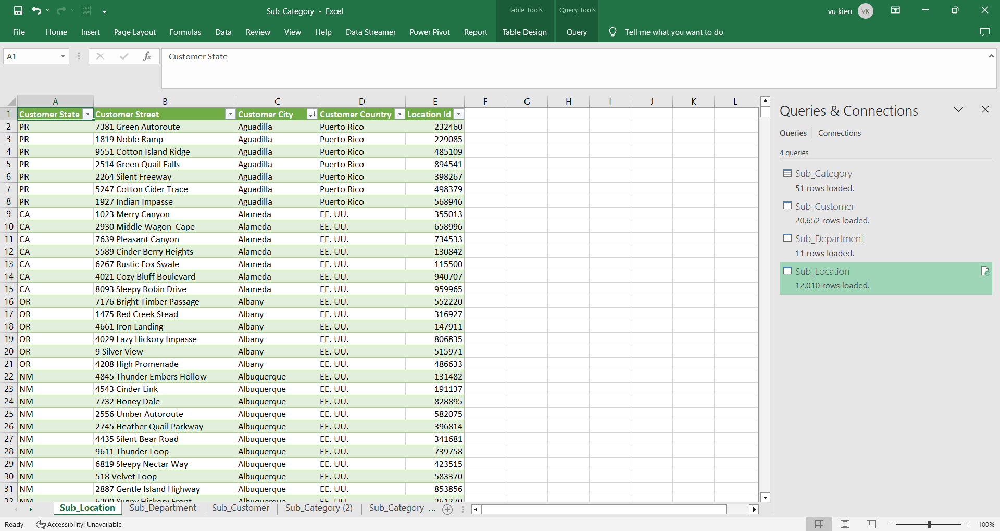 Sub_Category - Excel
Table Tools
Query Tools
vu kien
VK
File Home Insert Page Layout Formulas Data Review View Help Data Streamer Power Pivot Report Table Design Query Tell me what you want to do
A1
fx
Customer State
A B C D E F G H I J K L
1 Customer State Customer Street Customer City Customer Country Location Id
2 PR 7381 Green Autoroute Aguadilla Puerto Rico 232460
3 PR 1819 Noble Ramp Aguadilla Puerto Rico 229085
4 PR 9551 Cotton Island Ridge Aguadilla Puerto Rico 485109
5 PR 2514 Green Quail Falls Aguadilla Puerto Rico 894541
6 PR 2264 Silent Freeway Aguadilla Puerto Rico 398267
7 PR 5247 Cotton Cider Trace Aguadilla Puerto Rico 498379
8 PR 1927 Indian Impasse Aguadilla Puerto Rico 568946
9 CA 1023 Merry Canyon Alameda EE. UU. 355013
10 CA 2930 Middle Wagon  Cape Alameda EE. UU. 658996
11 CA 7639 Pleasant Canyon Alameda EE. UU. 734533
12 CA 5589 Cinder Berry Heights Alameda EE. UU. 130842
13 CA 6267 Rustic Fox Swale Alameda EE. UU. 115500
14 CA 4021 Cozy Bluff Boulevard Alameda EE. UU. 940707
15 CA 8093 Sleepy Robin Drive Alameda EE. UU. 959965
16 OR 7176 Bright Timber Passage Albany EE. UU. 552220
17 OR 1475 Red Creek Stead Albany EE. UU. 316927
18 OR 4661 Iron Landing Albany EE. UU. 147911
19 OR 4029 Lazy Hickory Impasse Albany EE. UU. 806835
20 OR 9 Silver View Albany EE. UU. 515971
21 OR 4208 High Promenade Albany EE. UU. 486633
22 NM 4845 Thunder Embers Hollow Albuquerque EE. UU. 131482
23 NM 4543 Cinder Link Albuquerque EE. UU. 191137
24 NM 7732 Honey Dale Albuquerque EE. UU. 828895
25 NM 2556 Umber Autoroute Albuquerque EE. UU. 582075
26 NM 2745 Heather Quail Parkway Albuquerque EE. UU. 396814
27 NM 4435 Silent Bear Road Albuquerque EE. UU. 341681
28 NM 9611 Thunder Loop Albuquerque EE. UU. 739758
29 NM 6819 Sleepy Nectar Way Albuquerque EE. UU. 423515
30 NM 518 Velvet Loop Albuquerque EE. UU. 583370
31 NM 2887 Gentle Island Highway Albuquerque EE. UU. 853856
32 NM 6200 Sunny Hickory Front Albuquerque EE. UU. 261270
Queries & Connections
Queries Connections
4 queries
Sub_Category
51 rows loaded.
Sub_Customer
20,652 rows loaded.
Sub_Department
11 rows loaded.
Sub_Location
12,010 rows loaded.
Sub_Location Sub_Department Sub_Customer Sub_Category (2) Sub_Category ...
Ready Accessibility: Unavailable
100%